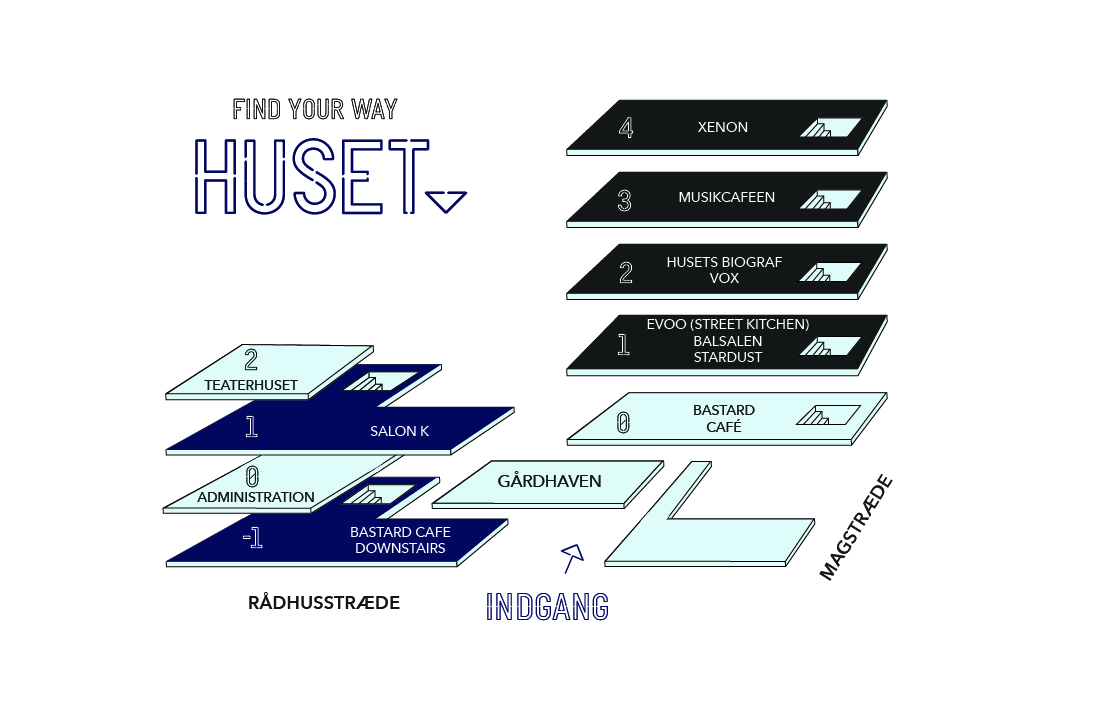 FIND YOUR WAY
HUSET
4
XENON
3
MUSIKCAFEEN
2
HUSETS BIOGRAF
VOX
1
EVOO (STREET KITCHEN)
BALSALEN
STARDUST
0
BASTARD
CAFÉ
2
TEATERHUSET
1
SALON K
0
ADMINISTRATION
-1
BASTARD CAFE
DOWNSTAIRS
GÅRDHAVEN
MAGSTRÆDE
RÅDHUSSTRÆDE
INDGANG